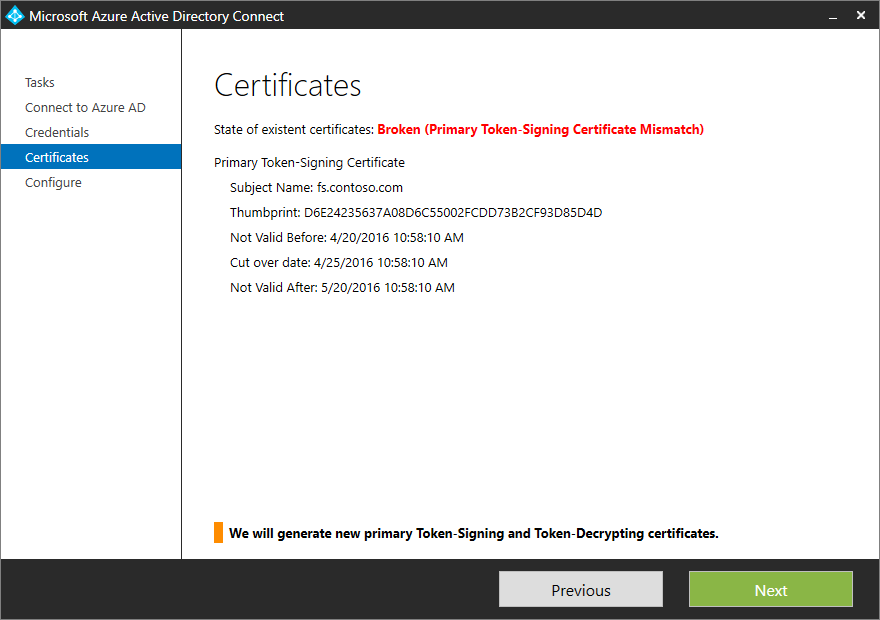 Microsoft Azure Active Directory Connect
Tasks
Connect to Azure AD
Credentials
Certificates
Configure
Certificates
State of existent certificates: Broken (Primary Token-Signing Certificate Mismatch)
Primary Token-Signing Certificate
Subject Name: fs.contoso.com
Thumbprint: D6E24235637A08D6C55002FCDD73B2CF93D85D4D
Not Valid Before: 4/20/2016 10:58:10 AM
Cut over date: 4/25/2016 10:58:10 AM
Not Valid After: 5/20/2016 10:58:10 AM
We will generate new primary Token-Signing and Token-Decrypting certificates.
Previous
Next